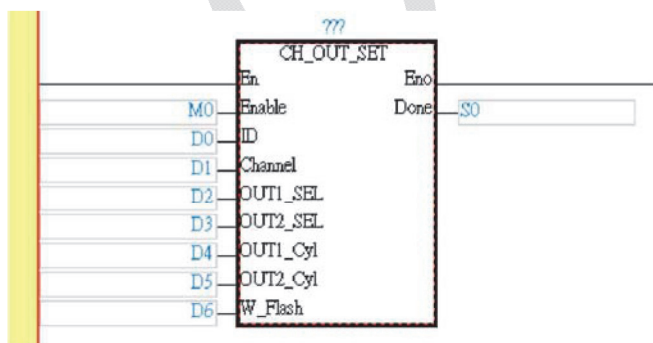 ???
CH_OUT_SET
En Eno
M0 Enable Done S0
D0 ID
D1 Channel
D2 OUT1_SEL
D3 OUT2_SEL
D4 OUT1_Cyl
D5 OUT2_Cyl
D6 W_Flash